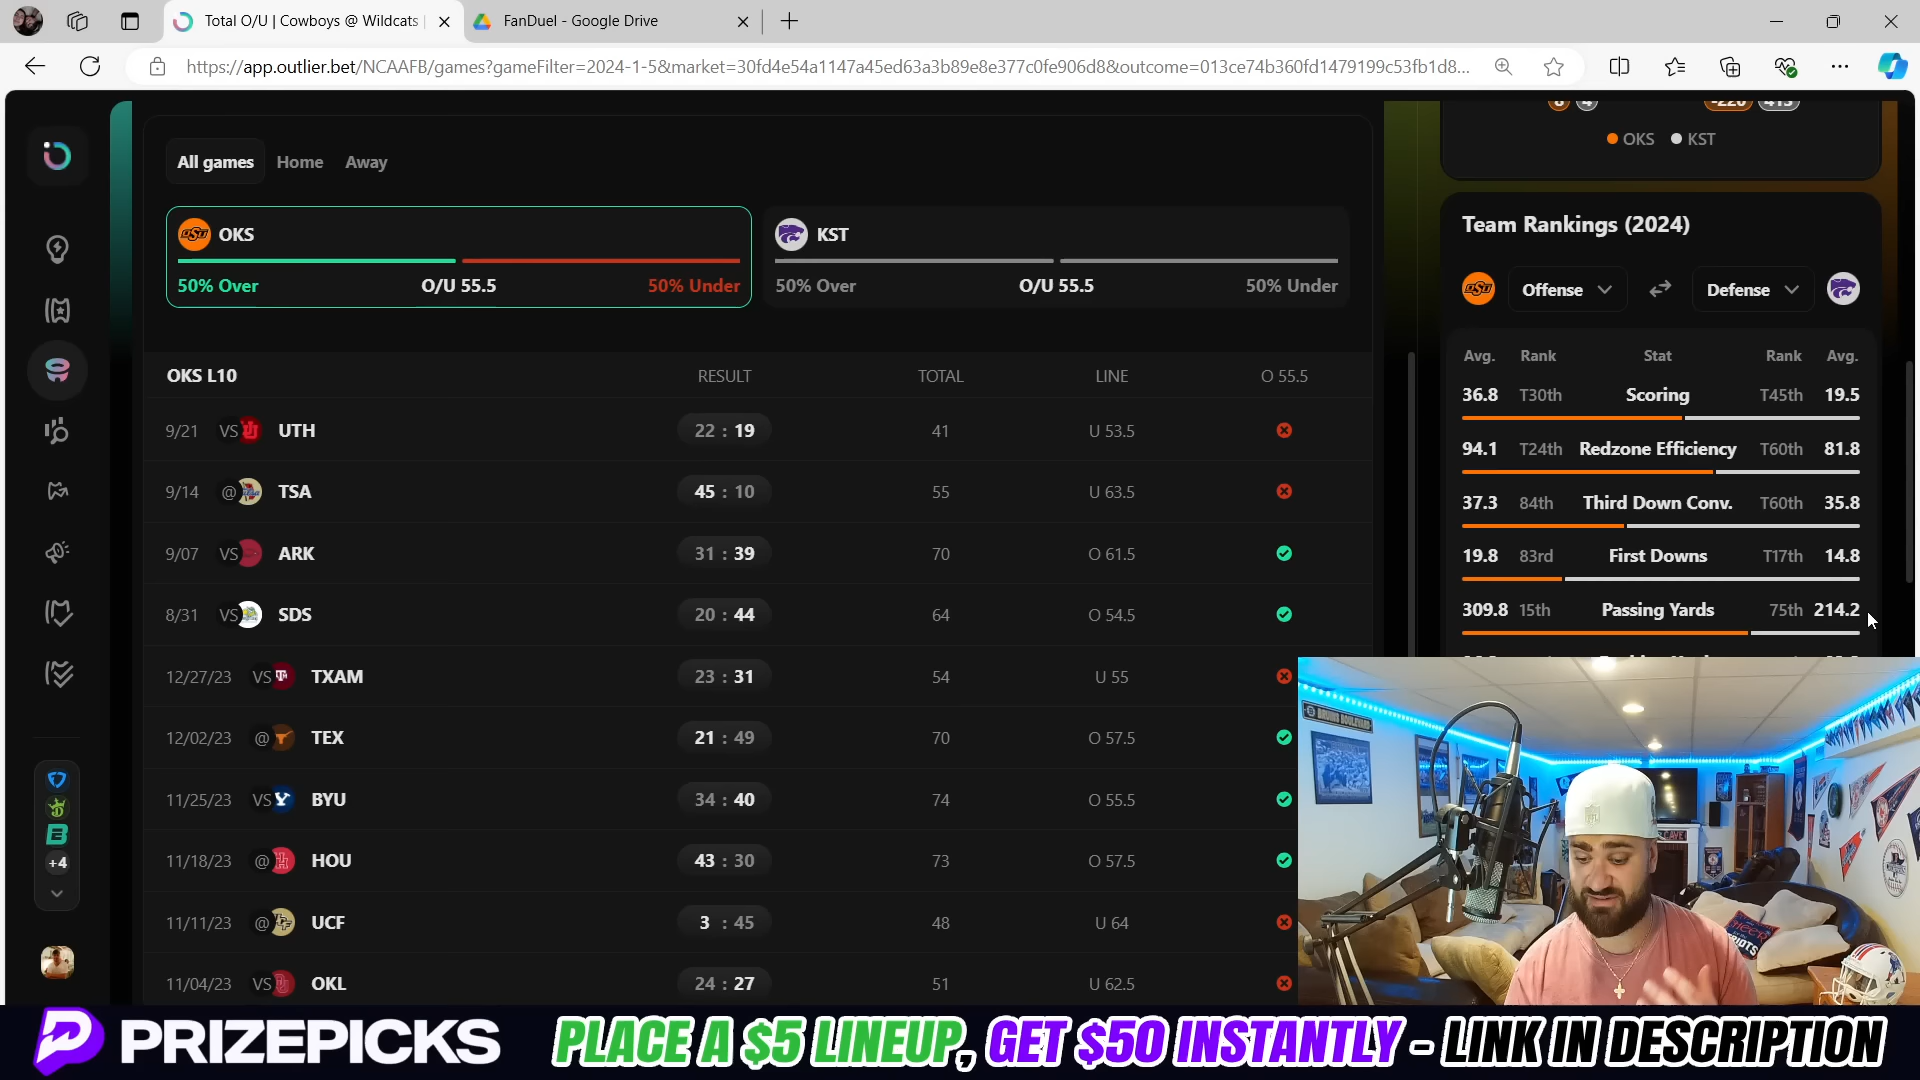 Total O/U | Cowboys @ Wildcats
FanDuel - Google Drive
https://app.outlier.bet/NCAAFB/games?gameFilter=2024-1-5&market=30fd4e54a1147a45ed63a3b89e8e377c0fe906d8&outcome=013ce74b360fd1479199c53fb1d8...
All games Home Away
OKS
50% Over O/U 55.5 50% Under
KST
50% Over O/U 55.5 50% Under
OKS L10 RESULT TOTAL LINE O 55.5
9/21 VS UTH 22 : 19 41 U 53.5
9/14 @ TSA 45 : 10 55 U 63.5
9/07 VS ARK 31 : 39 70 O 61.5
8/31 VS SDS 20 : 44 64 O 54.5
12/27/23 VS TXAM 23 : 31 54 U 55
12/02/23 @ TEX 21 : 49 70 O 57.5
11/25/23 VS BYU 34 : 40 74 O 55.5
11/18/23 @ HOU 43 : 30 73 O 57.5
11/11/23 @ UCF 3 : 45 48 U 64
11/04/23 VS OKL 24 : 27 51 U 62.5
+4
OKS KST
Team Rankings (2024)
Offense Defense
Avg. Rank Stat Rank Avg.
36.8 T30th Scoring T45th 19.5
94.1 T24th Redzone Efficiency T60th 81.8
37.3 84th Third Down Conv. T60th 35.8
19.8 83rd First Downs T17th 14.8
309.8 15th Passing Yards 75th 214.2
BRUINS BOULEVARD
PRIZEPICKS PLACE A $5 LINEUP, GET $50 INSTANTLY - LINK IN DESCRIPTION